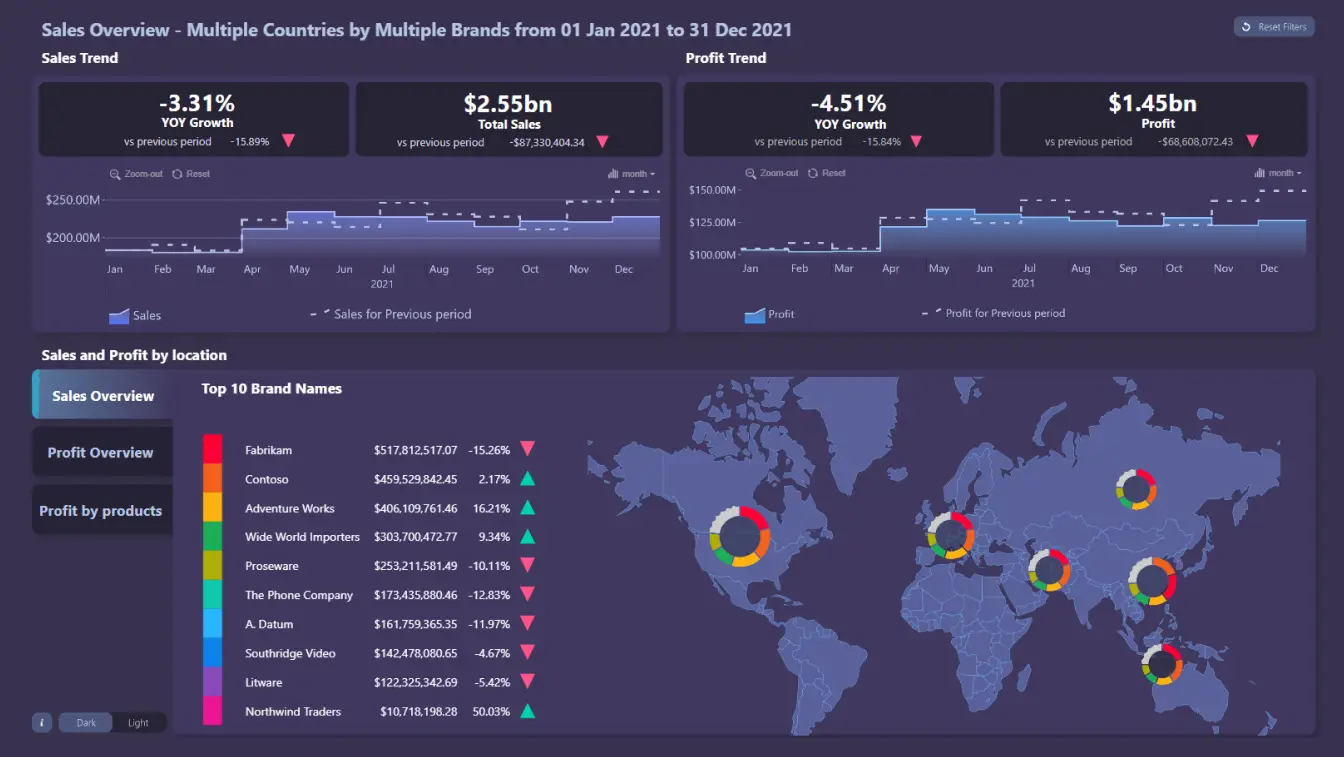 Sales Overview - Multiple Countries by Multiple Brands from 01 Jan 2021 to 31 Dec 2021
Reset Filters
Sales Trend
-3.31%
YOY Growth
vs previous period -15.89%
$2.55bn
Total Sales
vs previous period -$87,330,404.34
Zoom-out Reset
month
$250.00M
$200.00M
Jan Feb Mar Apr May Jun Jul Aug Sep Oct Nov Dec
2021
Sales
Sales for Previous period
Profit Trend
-4.51%
YOY Growth
vs previous period -15.84%
$1.45bn
Profit
vs previous period -$68,608,072.43
Zoom-out Reset
month
$150.00M
$125.00M
$100.00M
Jan Feb Mar Apr May Jun Jul Aug Sep Oct Nov Dec
2021
Profit
Profit for Previous period
Sales and Profit by location
Sales Overview
Profit Overview
Profit by products
Top 10 Brand Names
Fabrikam $517,812,517.07 -15.26%
Contoso $459,529,842.45 2.17%
Adventure Works $406,109,761.46 16.21%
Wide World Importers $303,700,472.77 9.34%
Proseware $253,211,581.49 -10.11%
The Phone Company $173,435,880.46 -12.83%
A. Datum $161,759,365.35 -11.97%
Southridge Video $142,478,080.65 -4.67%
Litware $122,325,342.69 -5.42%
Northwind Traders $10,718,198.28 50.03%
i
Dark Light